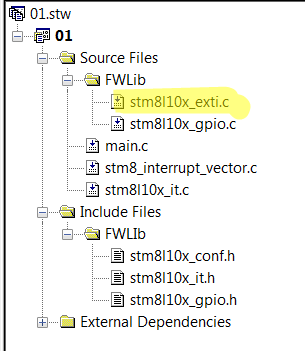 01.stw
01
Source Files
FWLib
stm8l10x_exti.c
stm8l10x_gpio.c
main.c
stm8_interrupt_vector.c
stm8l10x_it.c
Include Files
FWLIb
stm8l10x_conf.h
stm8l10x_it.h
stm8l10x_gpio.h
External Dependencies